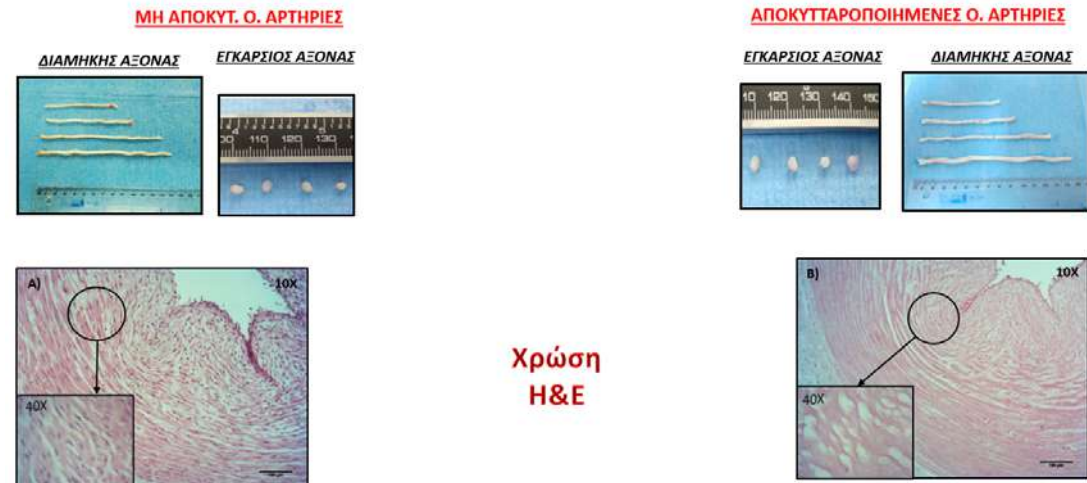 ΜΗ ΑΠΟΚΥΤ. Ο. ΑΡΤΗΡΙΕΣ
ΑΠΟΚΥΤΤΑΡΟΠΟΙΗΜΕΝΕΣ Ο. ΑΡΤΗΡΙΕΣ
ΔΙΑΜΗΚΗΣ ΑΞΟΝΑΣ
ΕΓΚΑΡΣΙΟΣ ΑΞΟΝΑΣ
ΕΓΚΑΡΣΙΟΣ ΑΞΟΝΑΣ
ΔΙΑΜΗΚΗΣ ΑΞΟΝΑΣ
110 120 130
120 130 140 150
A)
10X
40X
Χρώση
H&E
B)
10X
40X